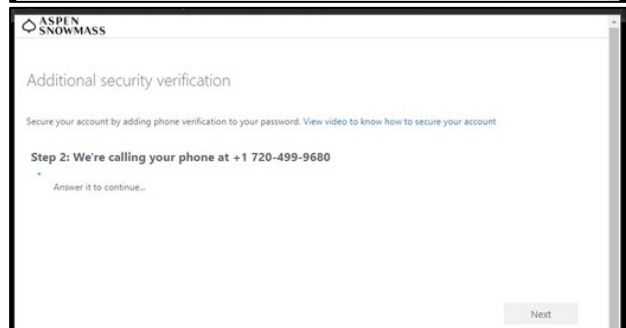 ASPEN
SNOWMASS
Additional security verification
Secure your account by adding phone verification to your password. View video to know how to secure your account
Step 2: We're calling your phone at +1 720-499-9680
Answer it to continue...
Next